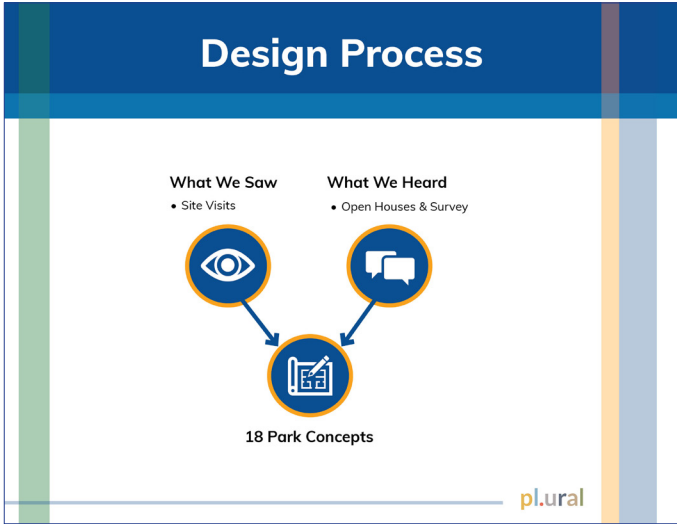 Design Process
What We Saw
• Site Visits
What We Heard
• Open Houses & Survey
18 Park Concepts
pl.ural